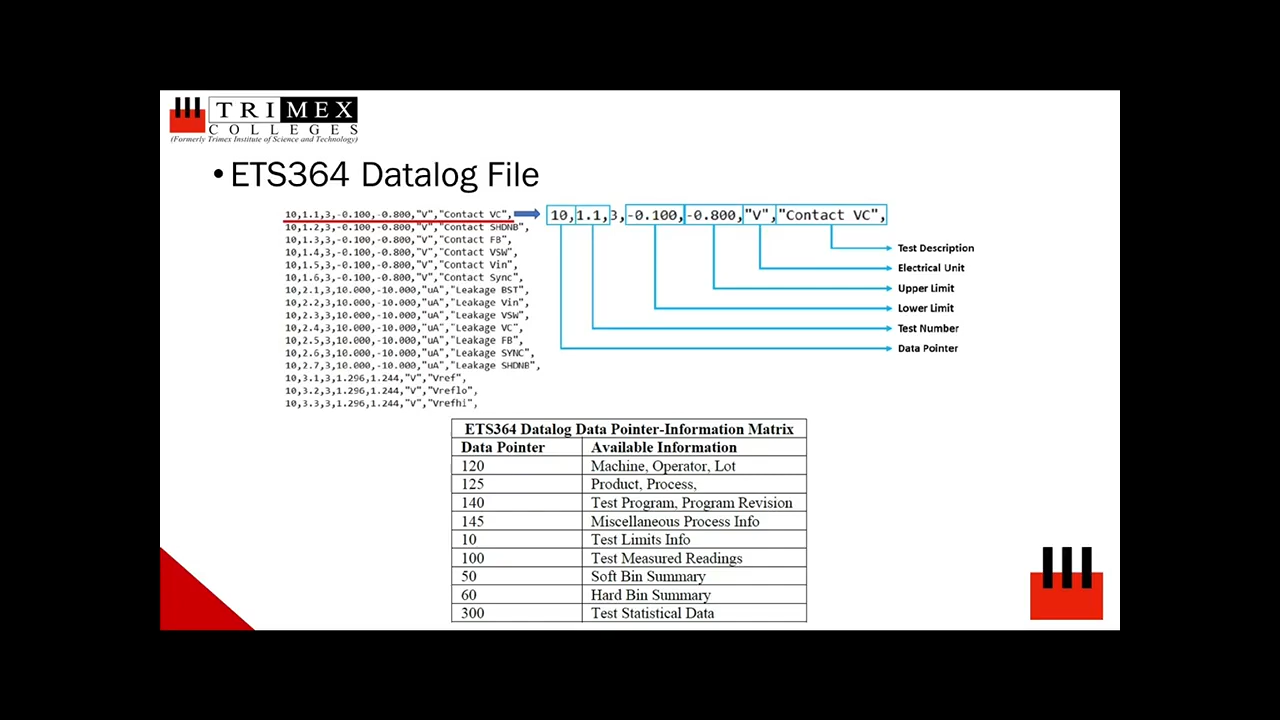 TRIMEX
COLLEGES
(Formerly Trimex Institute of Science and Technology)
• ETS364 Datalog File
10,1.1,3,-0.100,-0.800,"V","Contact VC",
10,1.2,3,-0.100,-0.800,"V","Contact SHDNB",
10,1.3,3,-0.100,-0.800,"V","Contact FB",
10,1.4,3,-0.100,-0.800,"V","Contact VSW",
10,1.5,3,-0.100,-0.800,"V","Contact Vin",
10,1.6,3,-0.100,-0.800,"V","Contact Sync",
10,2.1,3,10.000,-10.000,"uA","Leakage BST",
10,2.2,3,10.000,-10.000,"uA","Leakage Vin",
10,2.3,3,10.000,-10.000,"uA","Leakage VSW",
10,2.4,3,10.000,-10.000,"uA","Leakage VC",
10,2.5,3,10.000,-10.000,"uA","Leakage FB",
10,2.6,3,10.000,-10.000,"uA","Leakage SYNC",
10,2.7,3,10.000,-10.000,"uA","Leakage SHDNB",
10,3.1,3,1.296,1.244,"V","Vref",
10,3.2,3,1.296,1.244,"V","Vreflo",
10,3.3,3,1.296,1.244,"V","Vrefhi",
10,1.1,3,-0.100,-0.800,"V","Contact VC",
Test Description
Electrical Unit
Upper Limit
Lower Limit
Test Number
Data Pointer
ETS364 Datalog Data Pointer-Information Matrix
Data Pointer Available Information
120 Machine, Operator, Lot
125 Product, Process,
140 Test Program, Program Revision
145 Miscellaneous Process Info
10 Test Limits Info
100 Test Measured Readings
50 Soft Bin Summary
60 Hard Bin Summary
300 Test Statistical Data